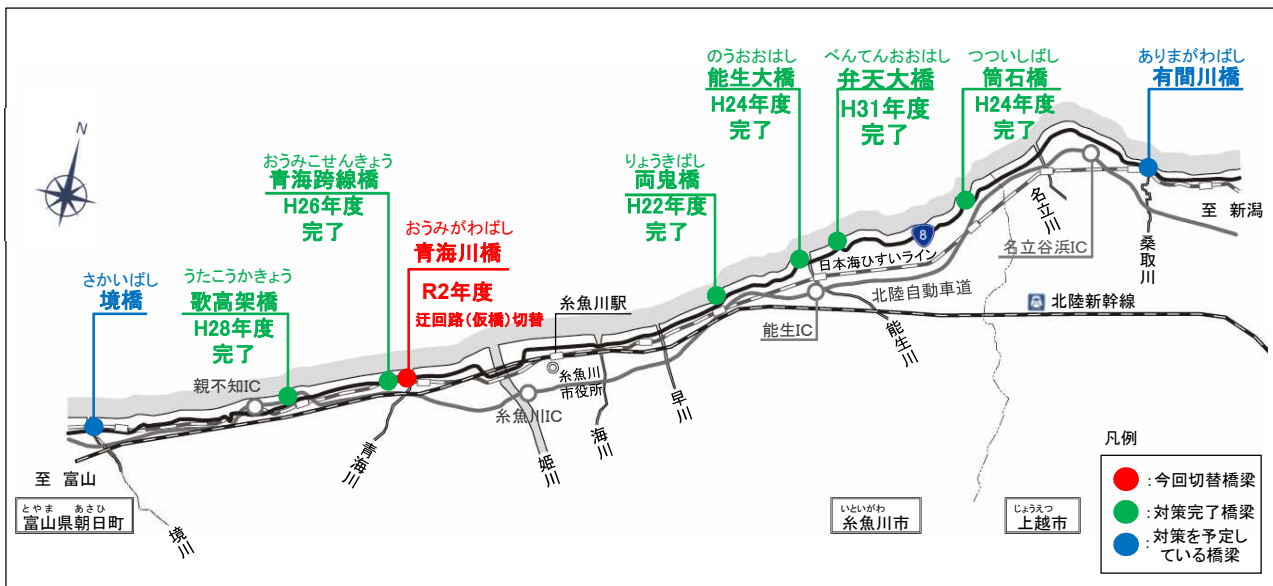 N
さかいばし
境橋
うたこうかきょう
歌高架橋
H28年度
完了
おうみこせんきょう
青海跨線橋
H26年度
完了
おうみがわばし
青海川橋
R2年度
迂回路(仮橋)切替
りょうきばし
両鬼橋
H22年度
完了
のうおおはし
能生大橋
H24年度
完了
べんてんおおはし
弁天大橋
H31年度
完了
つついしばし
筒石橋
H24年度
完了
ありまがわばし
有間川橋
至 新潟
桑取川
名立川
名立谷浜IC
8
日本海ひすいライン
北陸自動車道
北陸新幹線
能生IC
能生川
糸魚川駅
糸魚川
市役所
早川
海川
糸魚川IC
姫川
親不知IC
青海川
至 富山
境川
とやま あさひ
富山県朝日町
いといがわ
糸魚川市
じょうえつ
上越市
凡例
:今回切替橋梁
:対策完了橋梁
:対策を予定し
ている橋梁